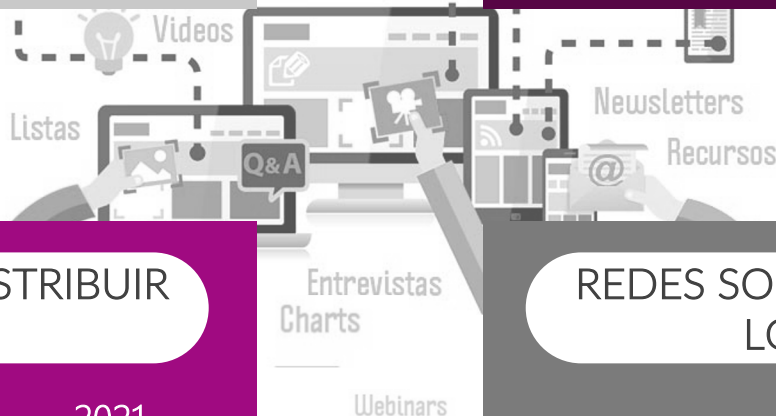 Videos
Listas
Q&A
Newsletters
Recursos
@
STRIBUIR
REDES SO
LO
Entrevistas
Charts
Webinars
2021